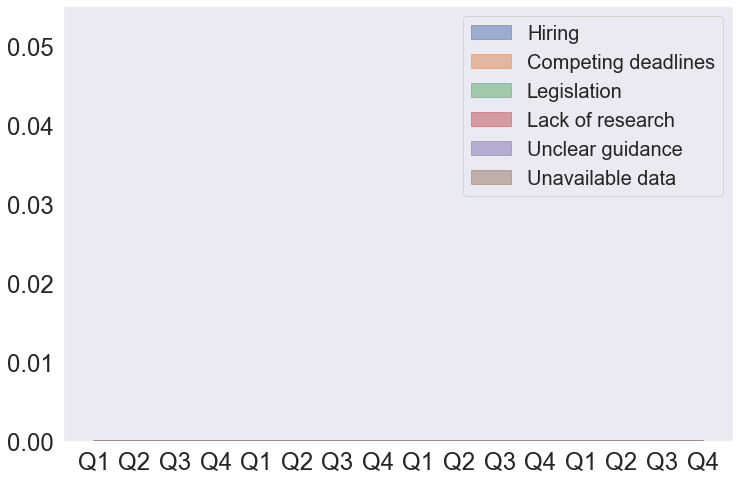 Hiring
Competing deadlines
Legislation
Lack of research
Unclear guidance
Unavailable data
0.05
0.04
0.03
0.02
0.01
0.00
Q1 Q2 Q3 Q4 Q1 Q2 Q3 Q4 Q1 Q2 Q3 Q4 Q1 Q2 Q3 Q4